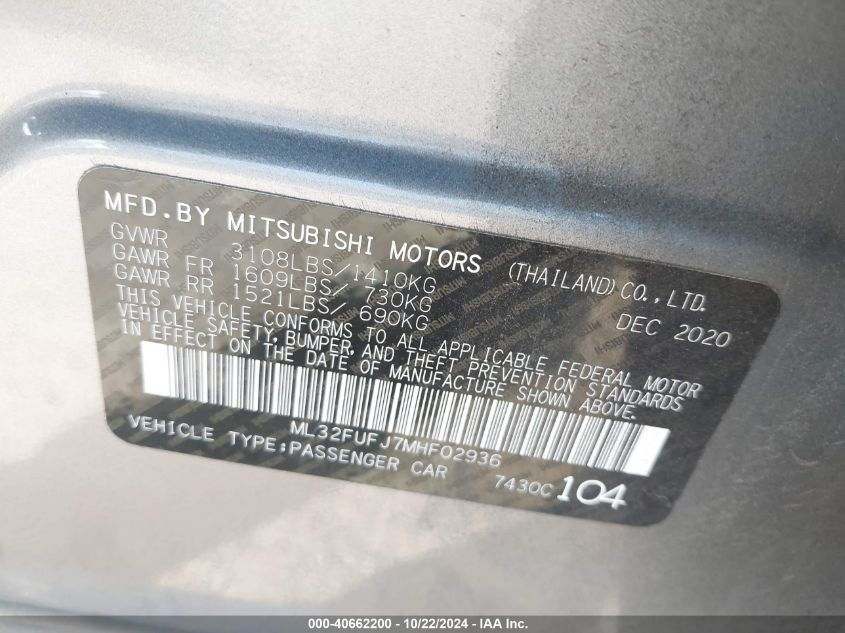 MFD.BY MITSUBISHI MOTORS (THAILAND)CO.,LTD.
GVWR 3108LBS/1410KG DEC 2020
GAWR FR 1609LBS/ 730KG
GAWR RR 1521LBS/ 690KG
THIS VEHICLE CONFORMS TO ALL APPLICABLE FEDERAL MOTOR
VEHICLE SAFETY, BUMPER, AND THEFT PREVENTION STANDARDS
IN EFFECT ON THE DATE OF MANUFACTURE SHOWN ABOVE.
ML32FUFJ7MHF02936
VEHICLE TYPE:PASSENGER CAR 7430C 104
000-40662200 - 10/22/2024 - IAA Inc.